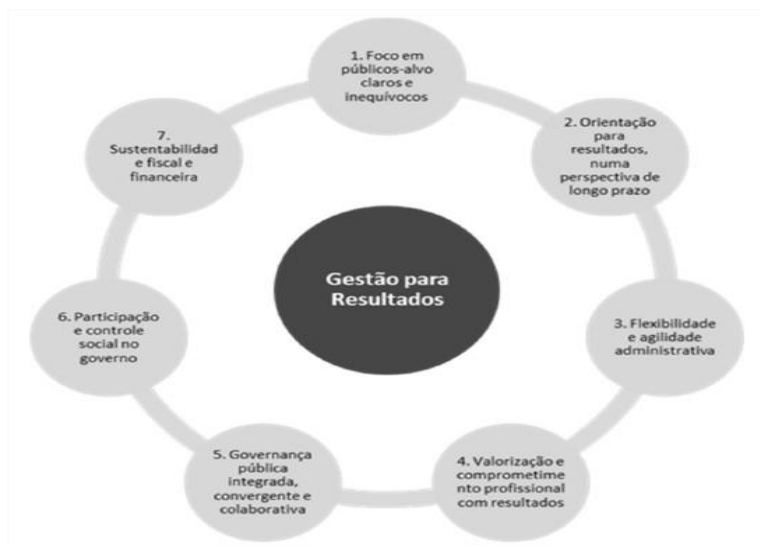 1. Foco em
públicos-alvo
claros e
inequívocos
2. Orientação
para
resultados,
numa
perspectiva de
longo prazo
3. Flexibilidade
e agilidade
administrativa
4. Valorização e
comprometime
nto profissional
com resultados
5. Governança
pública
integrada,
convergente e
colaborativa
6. Participação
e controle
social no
governo
7.
Sustentabilidad
e fiscal e
financeira
Gestão para
Resultados